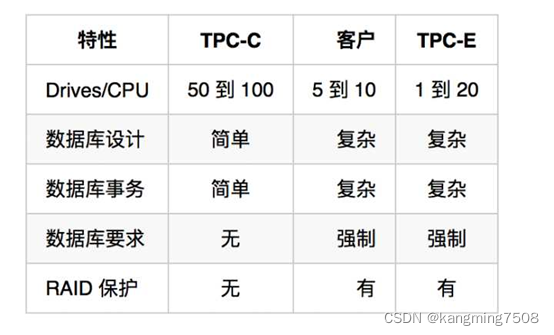 特性 TPC-C 客户 TPC-E
Drives/CPU 50 到 100 5 到 10 1 到 20
数据库设计 简单 复杂 复杂
数据库事务 简单 复杂 复杂
数据库要求 无 强制 强制
RAID 保护 无 有 有
CSDN @kangming7508